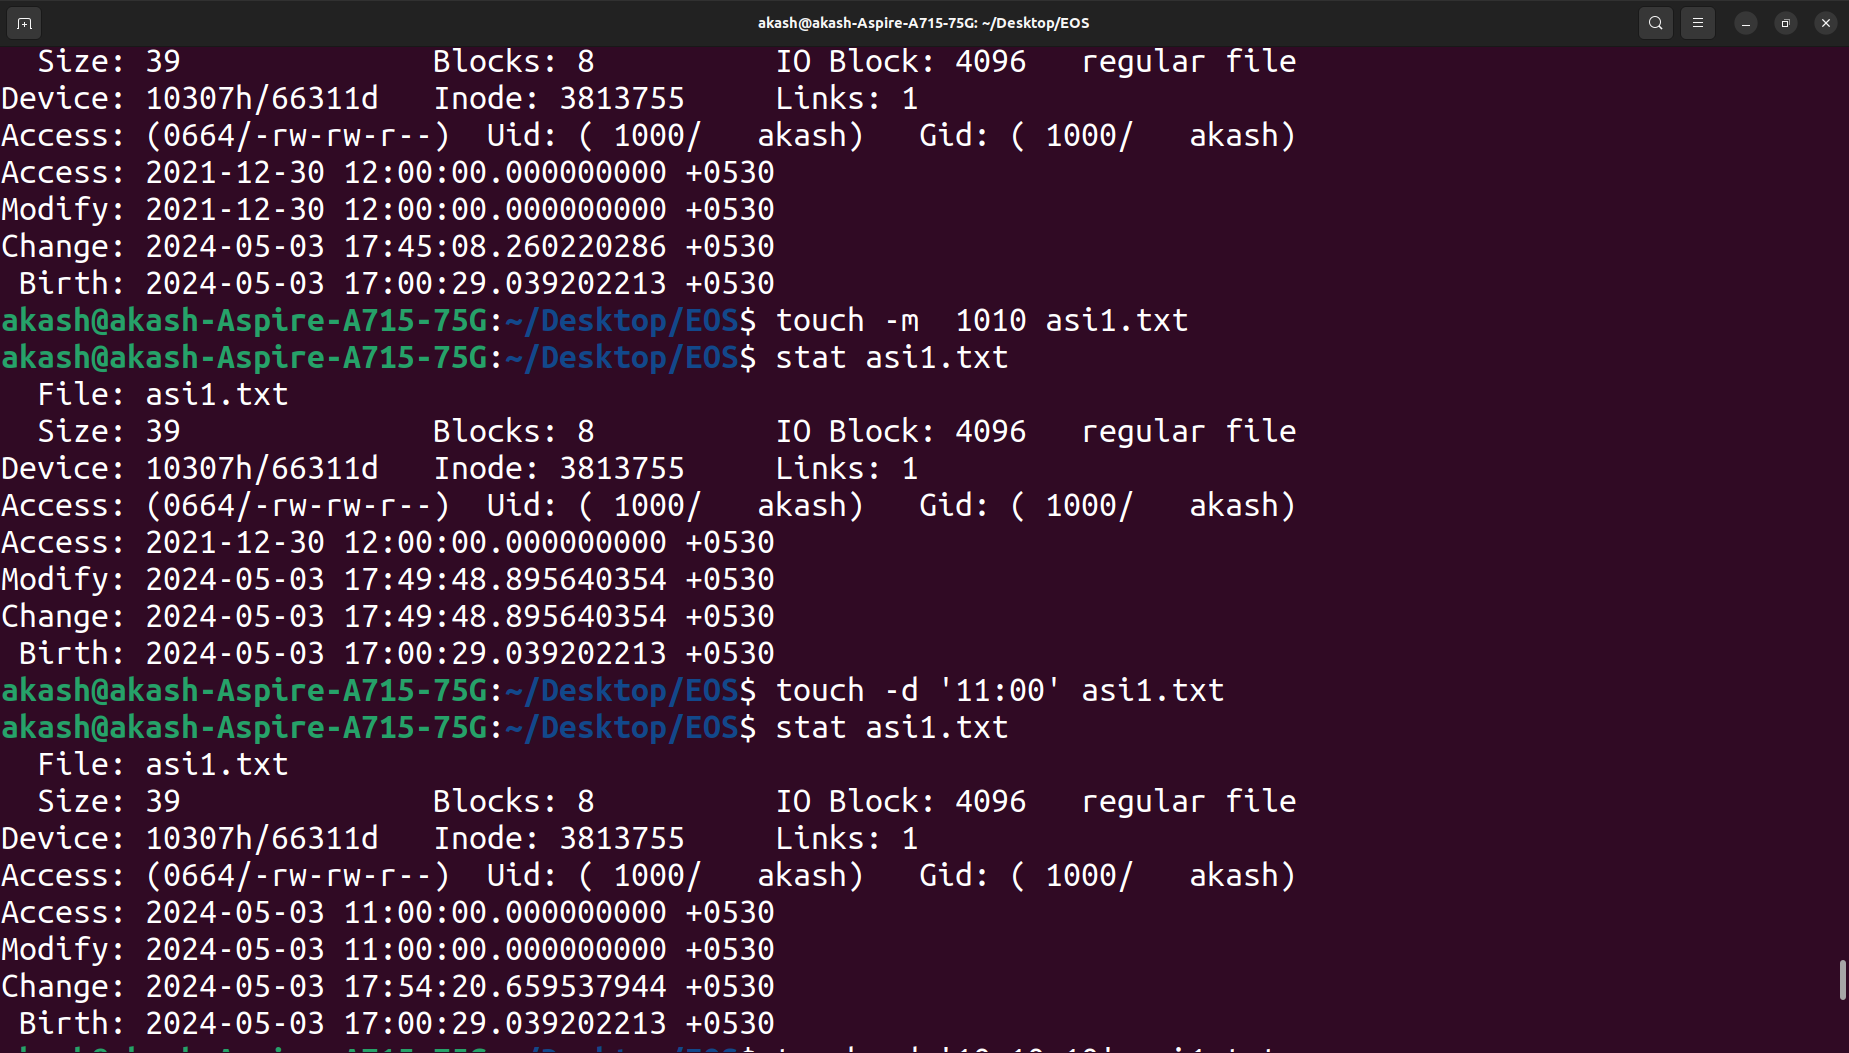 akash@akash-Aspire-A715-75G: ~/Desktop/EOS
  Size: 39              Blocks: 8          IO Block: 4096   regular file
Device: 10307h/66311d   Inode: 3813755     Links: 1
Access: (0664/-rw-rw-r--)  Uid: ( 1000/   akash)   Gid: ( 1000/   akash)
Access: 2021-12-30 12:00:00.000000000 +0530
Modify: 2021-12-30 12:00:00.000000000 +0530
Change: 2024-05-03 17:45:08.260220286 +0530
 Birth: 2024-05-03 17:00:29.039202213 +0530
akash@akash-Aspire-A715-75G:~/Desktop/EOS$ touch -m  1010 asi1.txt
akash@akash-Aspire-A715-75G:~/Desktop/EOS$ stat asi1.txt
  File: asi1.txt
  Size: 39              Blocks: 8          IO Block: 4096   regular file
Device: 10307h/66311d   Inode: 3813755     Links: 1
Access: (0664/-rw-rw-r--)  Uid: ( 1000/   akash)   Gid: ( 1000/   akash)
Access: 2021-12-30 12:00:00.000000000 +0530
Modify: 2024-05-03 17:49:48.895640354 +0530
Change: 2024-05-03 17:49:48.895640354 +0530
 Birth: 2024-05-03 17:00:29.039202213 +0530
akash@akash-Aspire-A715-75G:~/Desktop/EOS$ touch -d '11:00' asi1.txt
akash@akash-Aspire-A715-75G:~/Desktop/EOS$ stat asi1.txt
  File: asi1.txt
  Size: 39              Blocks: 8          IO Block: 4096   regular file
Device: 10307h/66311d   Inode: 3813755     Links: 1
Access: (0664/-rw-rw-r--)  Uid: ( 1000/   akash)   Gid: ( 1000/   akash)
Access: 2024-05-03 11:00:00.000000000 +0530
Modify: 2024-05-03 11:00:00.000000000 +0530
Change: 2024-05-03 17:54:20.659537944 +0530
 Birth: 2024-05-03 17:00:29.039202213 +0530